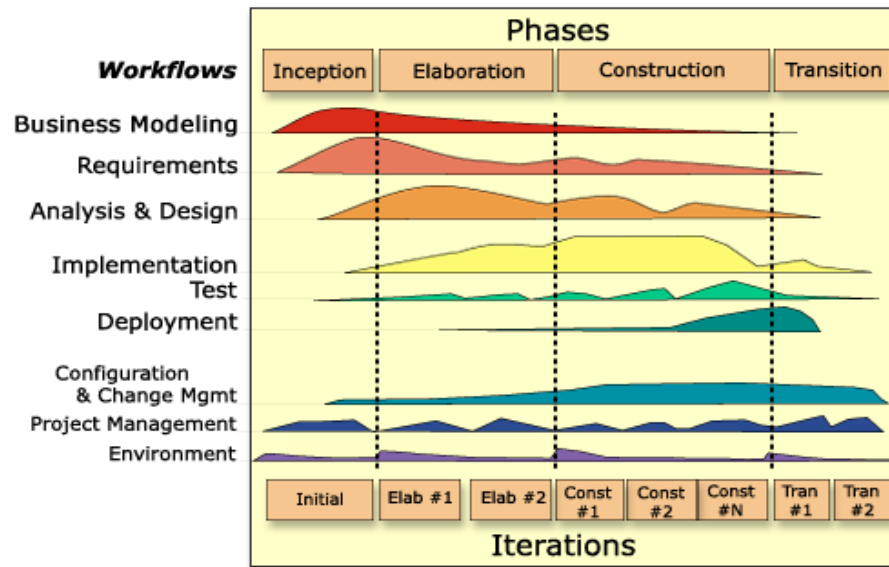 Phases
Workflows
Inception
Elaboration
Construction
Transition
Business Modeling
Requirements
Analysis & Design
Implementation
Test
Deployment
Configuration
& Change Mgmt
Project Management
Environment
Initial
Elab #1
Elab #2
Const
#1
Const
#2
Const
#N
Tran
#1
Tran
#2
Iterations